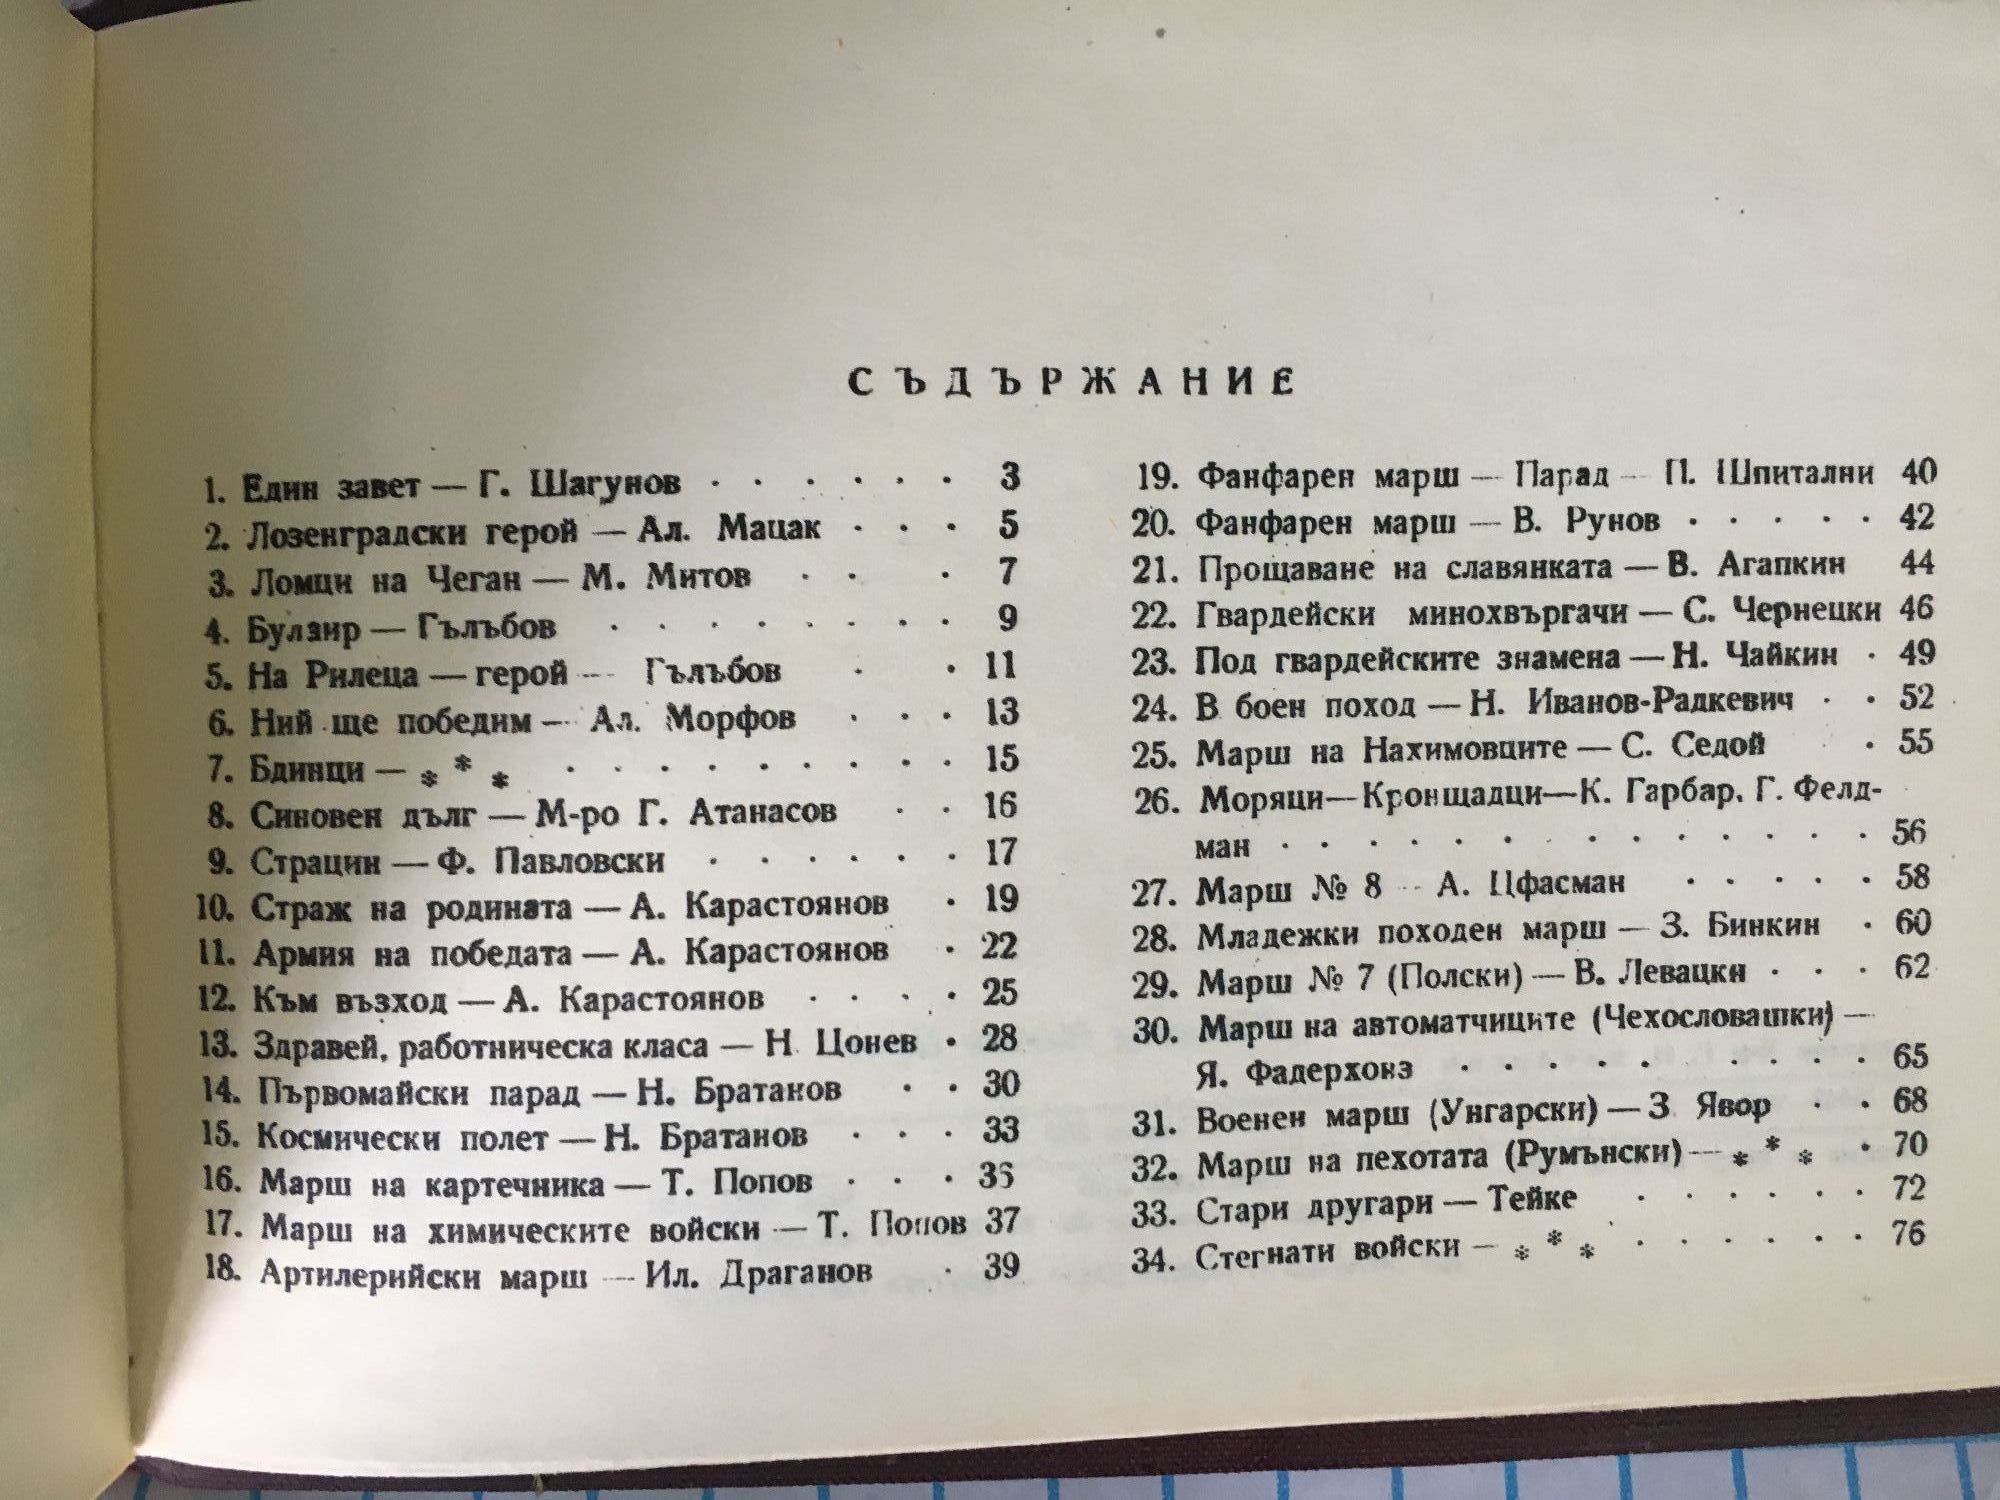 СЪДЪРЖАНИЕ
1. Един завет — Г. Шагунов . . . . . . 3
2. Лозенградски герой — Ал. Мацак . . . 5
3. Ломци на Чеган — М. Митов . . . 7
4. Булаир — Гълъбов . . . . . . . . 9
5. На Рилеца — герой — Гълъбов . . 11
6. Ний ще победим — Ал. Морфов . . . 13
7. Бдинци — * * * . . . . . . . . . 15
8. Синовен дълг — М-ро Г. Атанасов . . 16
9. Страцин — Ф. Павловски . . . . . . 17
10. Страж на родината — А. Карастоянов . 19
11. Армия на победата — А. Карастоянов . 22
12. Към възход — А. Карастоянов . . . . 25
13. Здравей, работническа класа — Н. Цонев . 28
14. Първомайски парад — Н. Братанов . . 30
15. Космически полет — Н. Братанов . . . 33
16. Марш на картечника — Т. Попов . . . 35
17. Марш на химическите войски — Т. Попов 37
18. Артилерийски марш — Ил. Драганов . 39
19. Фанфарен марш — Парад — П. Шпитални 40
20. Фанфарен марш — В. Рунов . . . . . 42
21. Прощаване на славянката — В. Агапкин 44
22. Гвардейски минохвъргачи — С. Чернецки 46
23. Под гвардейските знамена — Н. Чайкин . 49
24. В боен поход — Н. Иванов-Радкевич . . 52
25. Марш на Нахимовците — С. Седой . 55
26. Моряци—Кронщадци—К. Гарбар, Г. Фелд-
ман . . . . . . . . . . . . . 56
27. Марш № 8 — А. Цфасман . . . . . 58
28. Младежки походен марш — З. Бинкин . 60
29. Марш № 7 (Полски) — В. Левацки . . . 62
30. Марш на автоматчиците (Чехословашки) —
Я. Фадерхонз . . . . . . . . . 65
31. Военен марш (Унгарски) — З Явор . . 68
32. Марш на пехотата (Румънски) — * * * . 70
33. Стари другари — Тейке . . . . . . 72
34. Стегнати войски — * * * . . . . . . 76